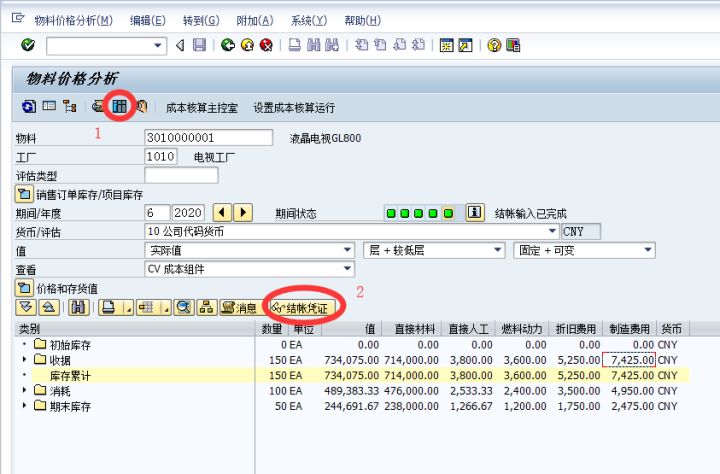 物料价格分析(M) 编辑(E) 转到(G) 附加(A) 系统(Y) 帮助(H)
物料价格分析
成本核算主控室 设置成本核算运行
1
物料 3010000001 液晶电视GL800
工厂 1010 电视工厂
评估类型
销售订单库存/项目库存
期间/年度 6 2020 期间状态 结帐输入已完成
货币/评估 10 公司代码货币 CNY
值 实际值 层 + 较低层 固定 + 可变
查看 CV 成本组件
价格和存货值 2
消息 结帐凭证
类别 数量 单位 值 直接材料 直接人工 燃料动力 折旧费用 制造费用 货币
初始库存 0 EA 0.00 0.00 0.00 0.00 0.00 0.00 CNY
收据 150 EA 734,075.00 714,000.00 3,800.00 3,600.00 5,250.00 7,425.00 CNY
库存累计 150 EA 734,075.00 714,000.00 3,800.00 3,600.00 5,250.00 7,425.00 CNY
消耗 100 EA 489,383.33 476,000.00 2,533.33 2,400.00 3,500.00 4,950.00 CNY
期末库存 50 EA 244,691.67 238,000.00 1,266.67 1,200.00 1,750.00 2,475.00 CNY